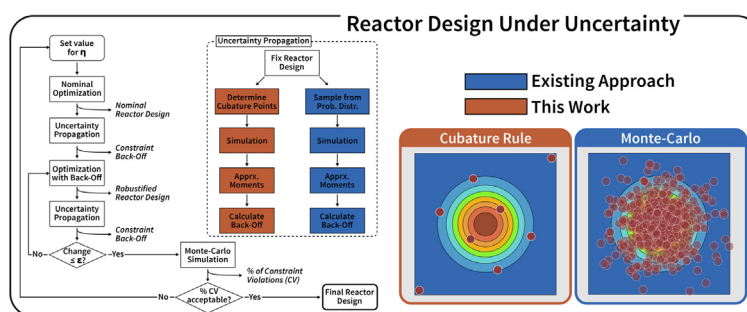 Reactor Design Under Uncertainty
Set value
for η
Nominal
Optimization
Nominal
Reactor Design
Uncertainty
Propagation
Constraint
Back-Off
Optimization
with Back-Off
Robustified
Reactor Design
Uncertainty
Propagation
Constraint
Back-Off
No
Change
≤ ε?
Yes
Monte-Carlo
Simulation
% of Constraint
Violations (CV)
No
% CV
acceptable?
Yes
Final Reactor
Design
Uncertainty Propagation
Fix Reactor
Design
Determine
Cubature Points
Simulation
Apprx.
Moments
Calculate
Back-Off
Sample from
Prob. Distr.
Simulation
Apprx.
Moments
Calculate
Back-Off
Existing Approach
This Work
Cubature Rule
Monte-Carlo